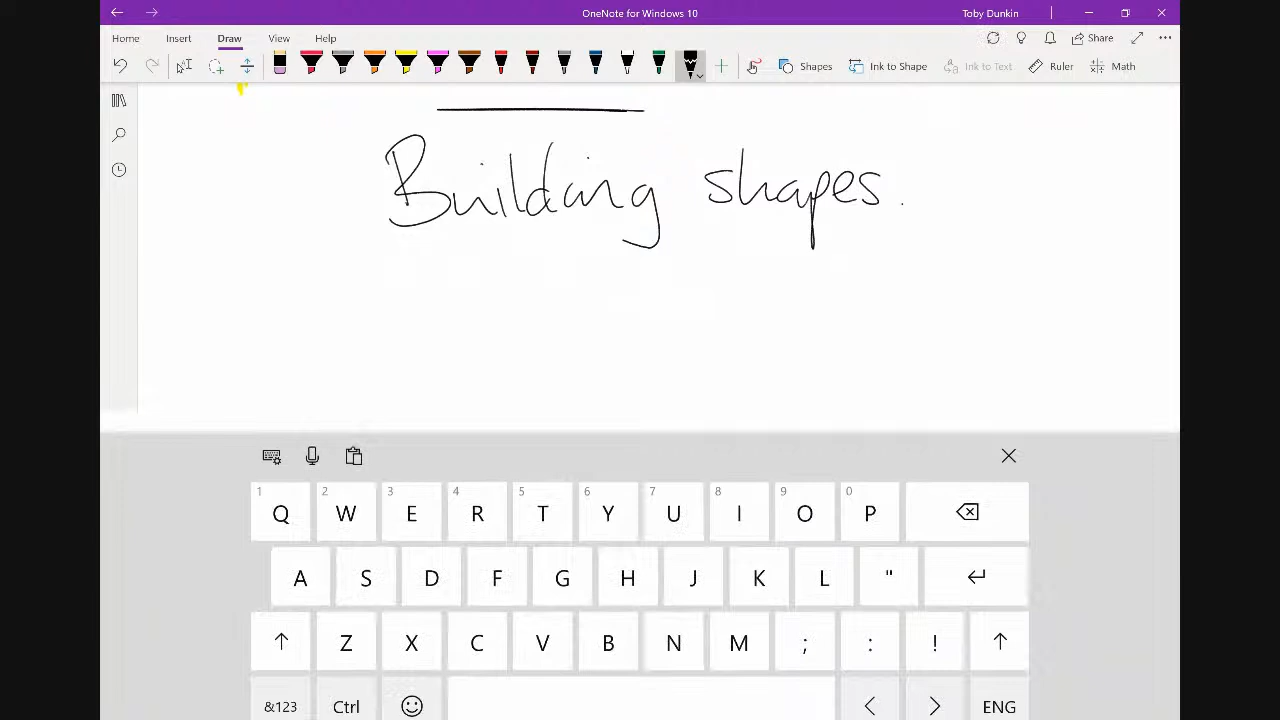 OneNote for Windows 10
Toby Dunkin
Home Insert Draw View Help
Share
Shapes Ink to Shape Ink to Text Ruler Math
Building shapes.
1 2 3 4 5 6 7 8 9 0
Q W E R T Y U I O P
A S D F G H J K L "
Z X C V B N M ; : !
&123 Ctrl < > ENG